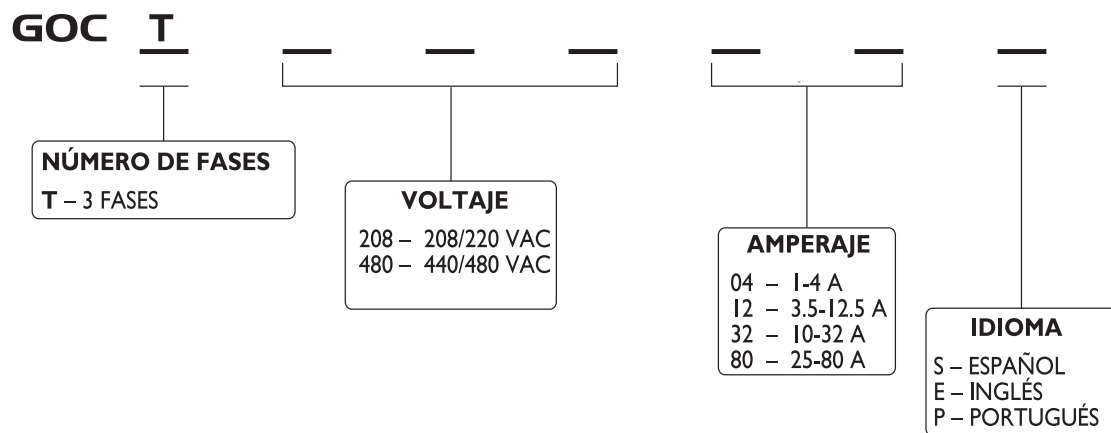 GOC T
NÚMERO DE FASES
T – 3 FASES
VOLTAJE
208 – 208/220 VAC
480 – 440/480 VAC
AMPERAJE
04 – 1-4 A
12 – 3.5-12.5 A
32 – 10-32 A
80 – 25-80 A
IDIOMA
S – ESPAÑOL
E – INGLÉS
P – PORTUGUÉS